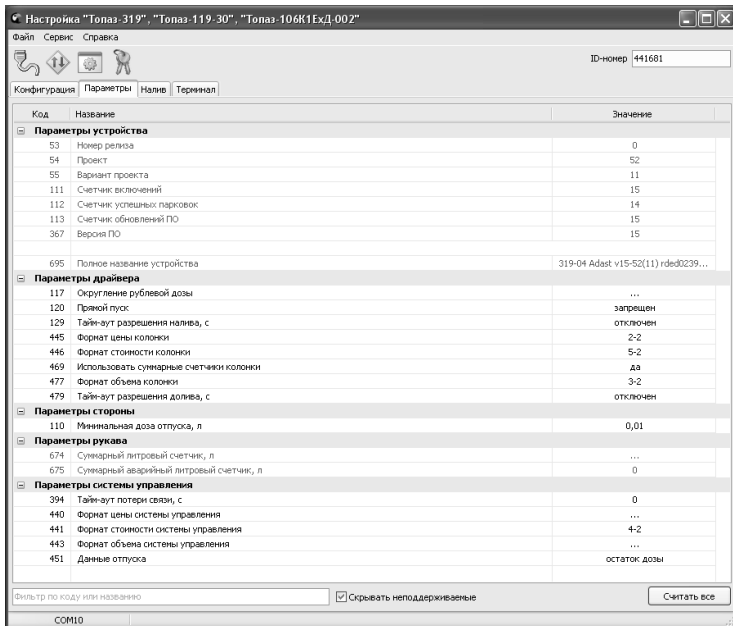 Настройка "Топаз-319", "Топаз-119-30", "Топаз-106К1ЕхД-002"
Файл Сервис Справка
ID-номер 441681
Конфигурация Параметры Налив Терминал
Код Название Значение
Параметры устройства
53 Номер релиза 0
54 Проект 52
55 Вариант проекта 11
111 Счетчик включений 15
112 Счетчик успешных парковок 14
113 Счетчик обновлений ПО 15
367 Версия ПО 15
695 Полное название устройства 319-04 Adast v15-52(11) rded0239...
Параметры драйвера
117 Округление рублевой дозы ...
120 Прямой пуск запрещен
129 Тайм-аут разрешения налива, с отключен
445 Формат цены колонки 2-2
446 Формат стоимости колонки 5-2
469 Использовать суммарные счетчики колонки да
477 Формат объема колонки 3-2
479 Тайм-аут разрешения долива, с отключен
Параметры стороны
110 Минимальная доза отпуска, л 0,01
Параметры рукава
674 Суммарный литровый счетчик, л ...
675 Суммарный аварийный литровый счетчик, л 0
Параметры системы управления
394 Тайм-аут потери связи, с 0
440 Формат цены системы управления ...
441 Формат стоимости системы управления 4-2
443 Формат объема системы управления ...
451 Данные отпуска остаток дозы
Фильтр по коду или названию Скрывать неподдерживаемые Считать все
COM10